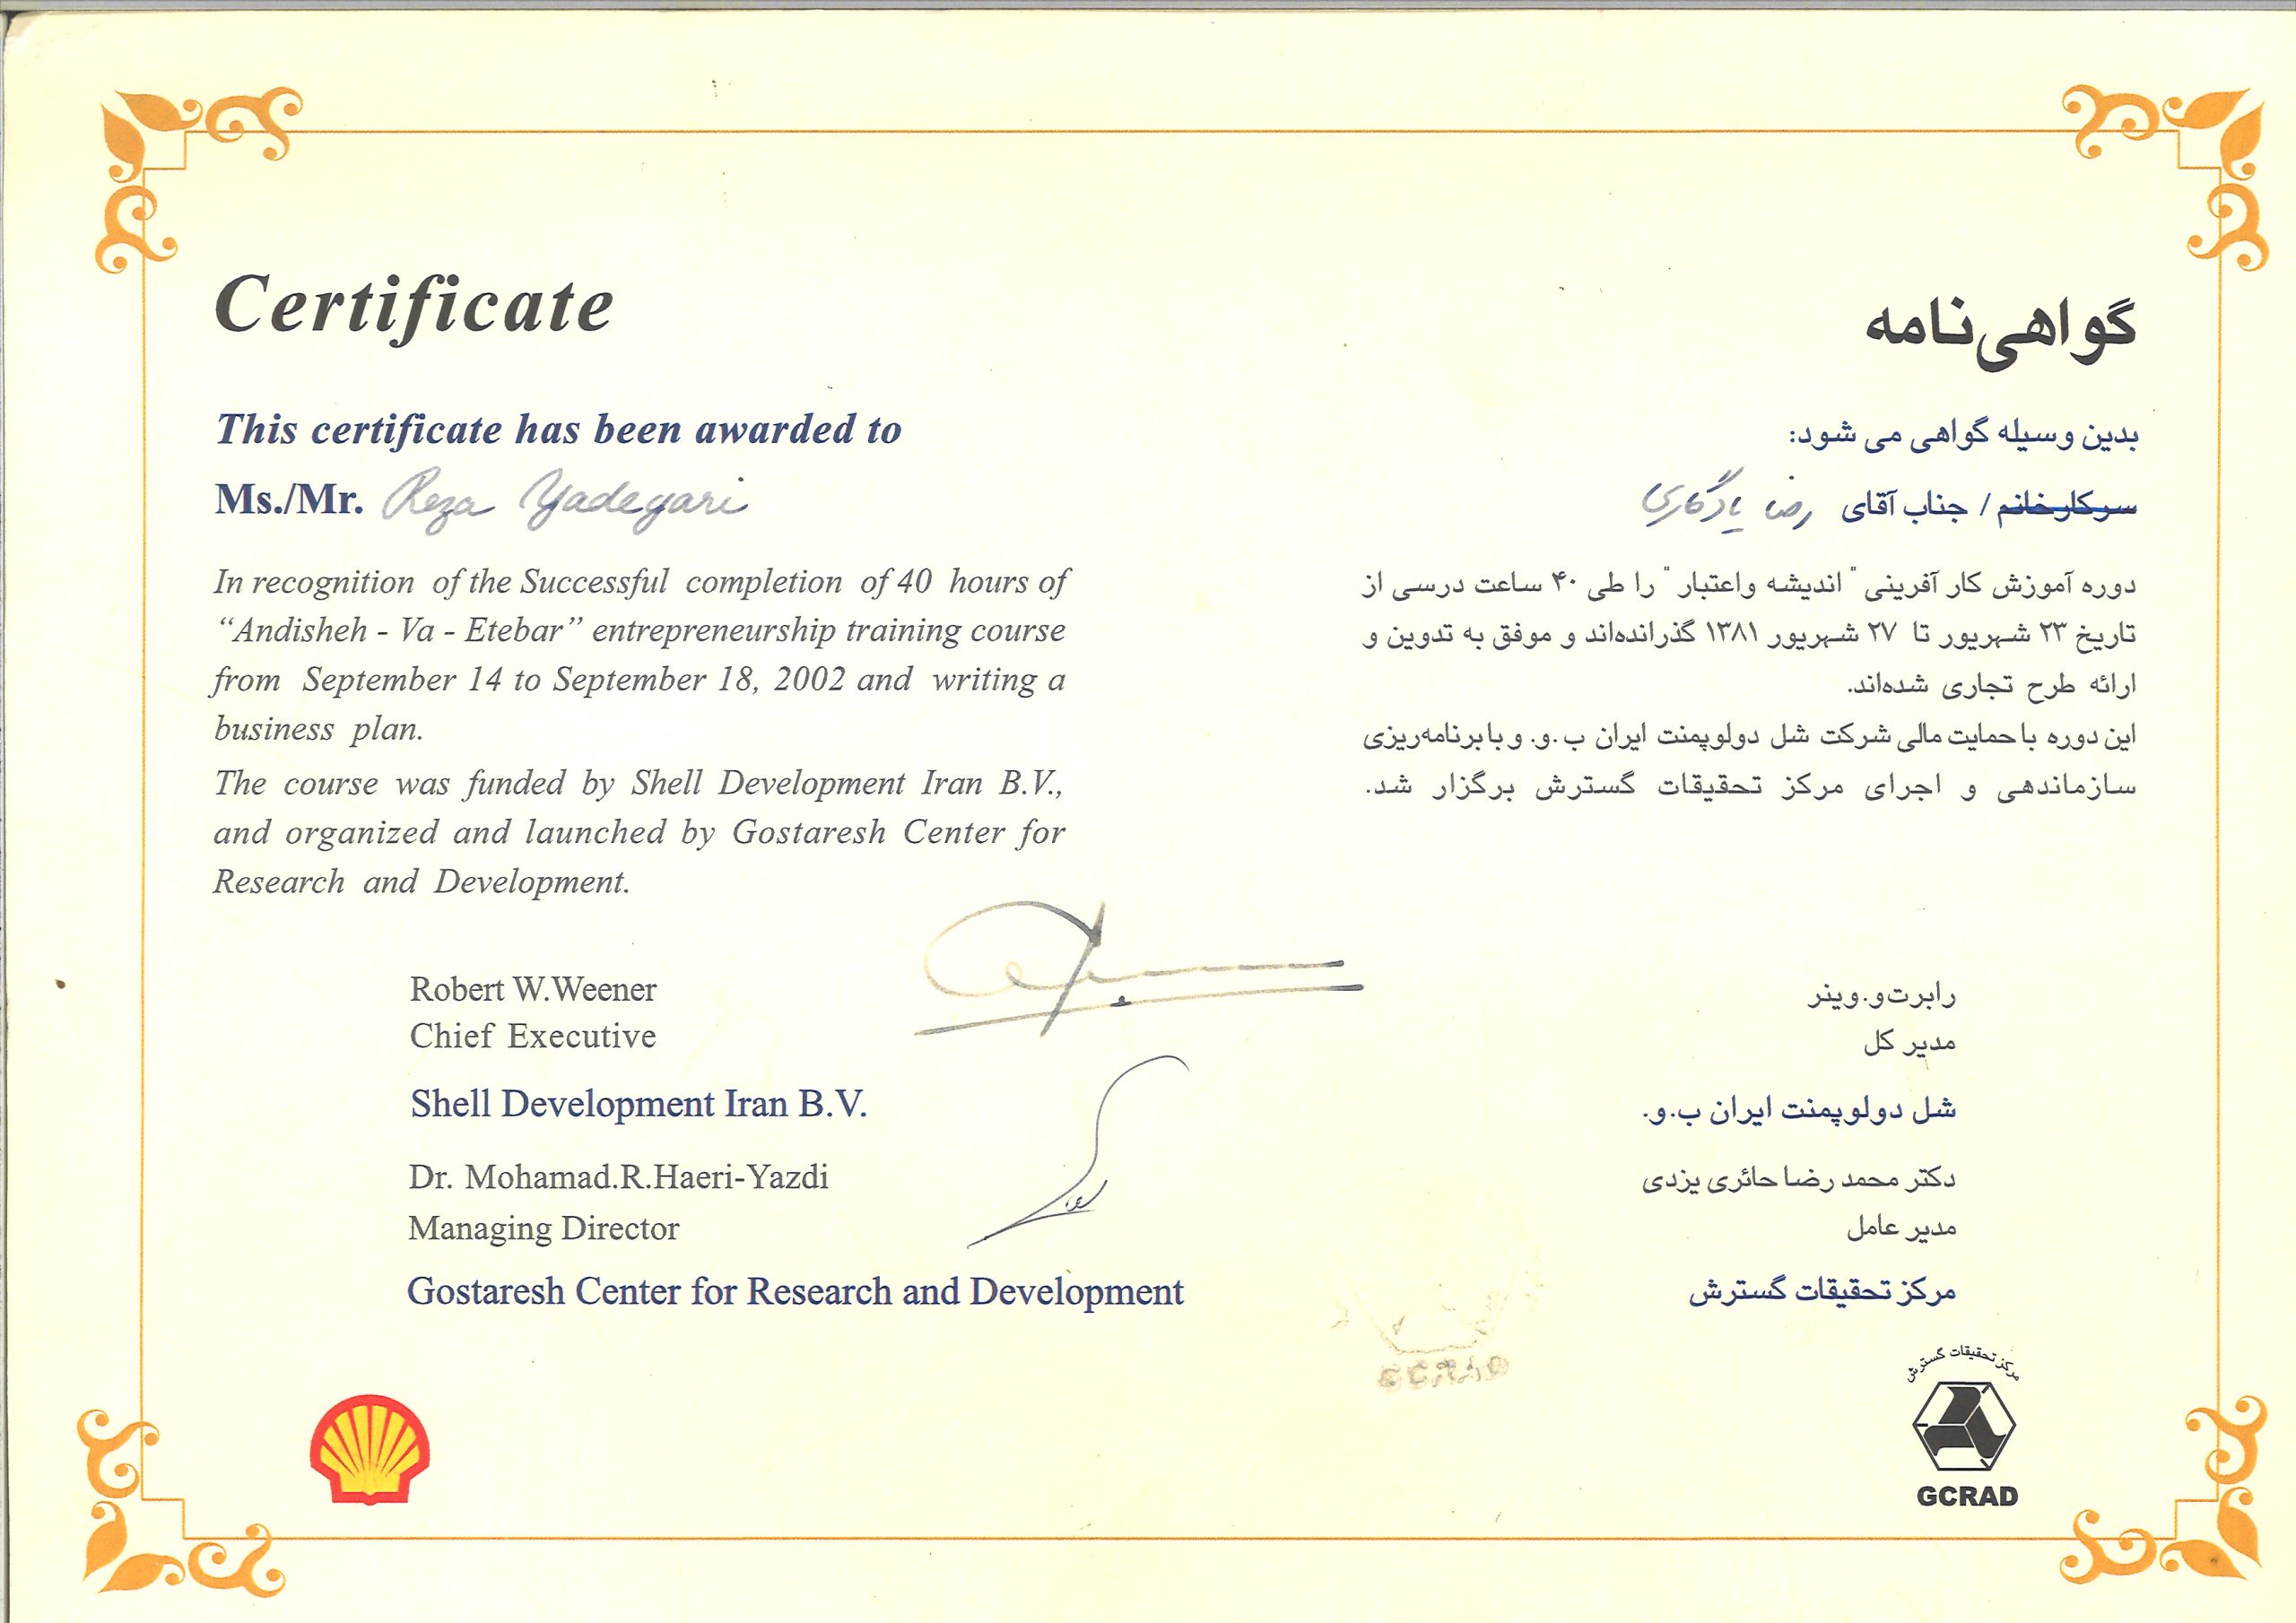 Certificate
This certificate has been awarded to
Ms./Mr. Reza Yadegari
In recognition of the Successful completion of 40 hours of
“Andisheh - Va - Etebar” entrepreneurship training course
from September 14 to September 18, 2002 and writing a
business plan.
The course was funded by Shell Development Iran B.V.,
and organized and launched by Gostaresh Center for
Research and Development.
Robert W.Weener
Chief Executive
Shell Development Iran B.V.
Dr. Mohamad.R.Haeri-Yazdi
Managing Director
Gostaresh Center for Research and Development
گواهی‌نامه
بدین وسیله گواهی می شود:
سرکارخانم / جناب آقای رضا یادگاری
دوره آموزش کار آفرینی "اندیشه واعتبار" را طی ۴۰ ساعت درسی از
تاریخ ۲۳ شهریور تا ۲۷ شهریور ۱۳۸۱ گذرانده‌اند و موفق به تدوین و
ارائه طرح تجاری شده‌اند.
این دوره با حمایت مالی شرکت شل دولوپمنت ایران ب.و. و با برنامه‌ریزی
سازماندهی و اجرای مرکز تحقیقات گسترش برگزار شد.
رابرت‌و.وینر
مدیر کل
شل دولوپمنت ایران ب.و.
دکتر محمد رضا حائری یزدی
مدیر عامل
مرکز تحقیقات گسترش
مرکز تحقیقات گسترش
GCRAD
GCRAD